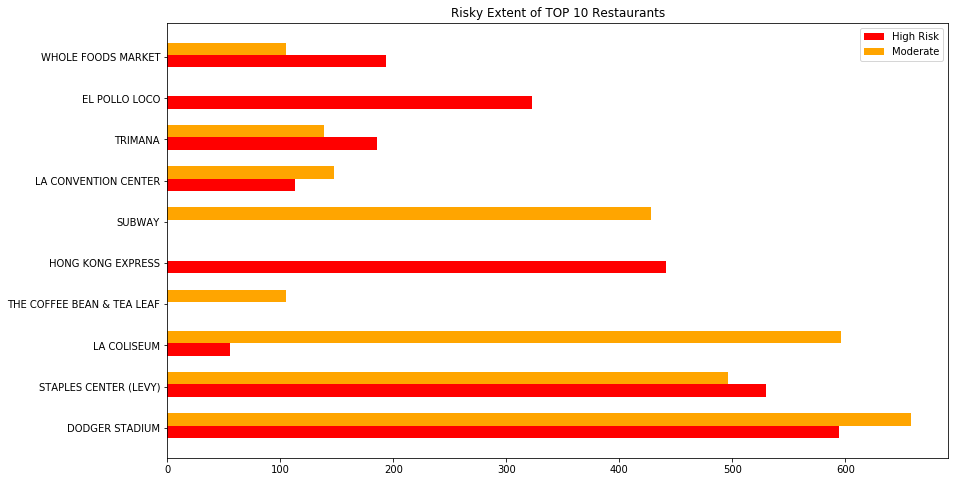 Risky Extent of TOP 10 Restaurants
High Risk
Moderate
WHOLE FOODS MARKET
EL POLLO LOCO
TRIMANA
LA CONVENTION CENTER
SUBWAY
HONG KONG EXPRESS
THE COFFEE BEAN & TEA LEAF
LA COLISEUM
STAPLES CENTER (LEVY)
DODGER STADIUM
0 100 200 300 400 500 600